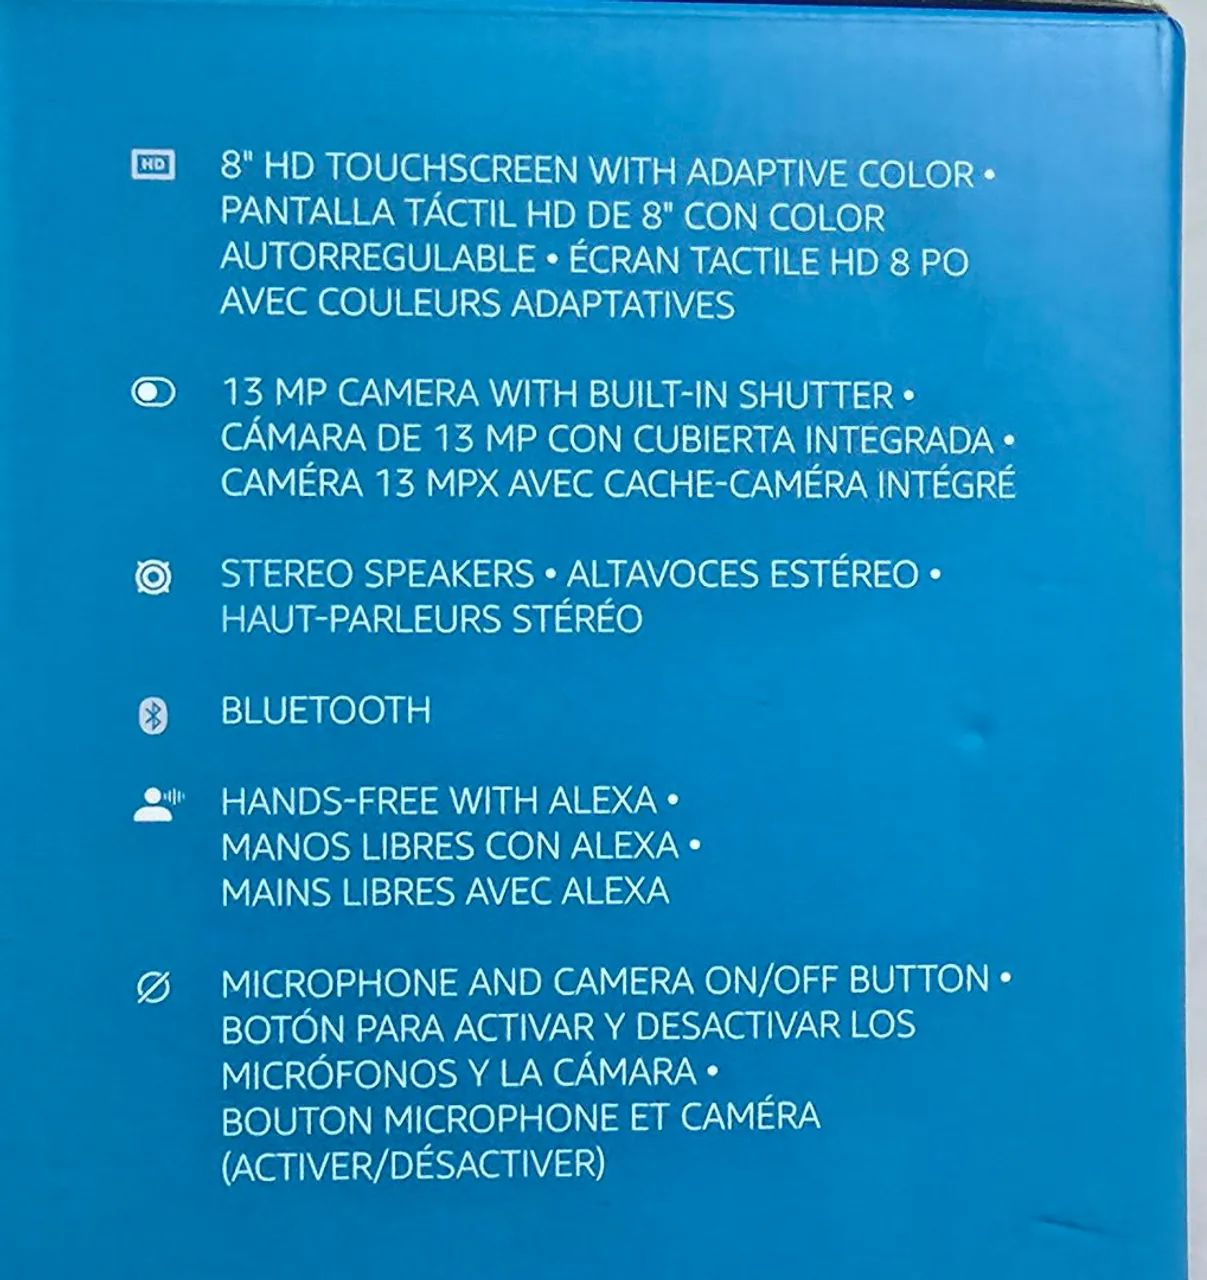 HD
8" HD TOUCHSCREEN WITH ADAPTIVE COLOR •
PANTALLA TÁCTIL HD DE 8" CON COLOR
AUTORREGULABLE • ÉCRAN TACTILE HD 8 PO
AVEC COULEURS ADAPTATIVES
13 MP CAMERA WITH BUILT-IN SHUTTER •
CÁMARA DE 13 MP CON CUBIERTA INTEGRADA •
CAMÉRA 13 MPX AVEC CACHE-CAMÉRA INTÉGRÉ
STEREO SPEAKERS • ALTAVOCES ESTÉREO •
HAUT-PARLEURS STÉRÉO
BLUETOOTH
HANDS-FREE WITH ALEXA •
MANOS LIBRES CON ALEXA •
MAINS LIBRES AVEC ALEXA
MICROPHONE AND CAMERA ON/OFF BUTTON •
BOTÓN PARA ACTIVAR Y DESACTIVAR LOS
MICRÓFONOS Y LA CÁMARA •
BOUTON MICROPHONE ET CAMÉRA
(ACTIVER/DÉSACTIVER)